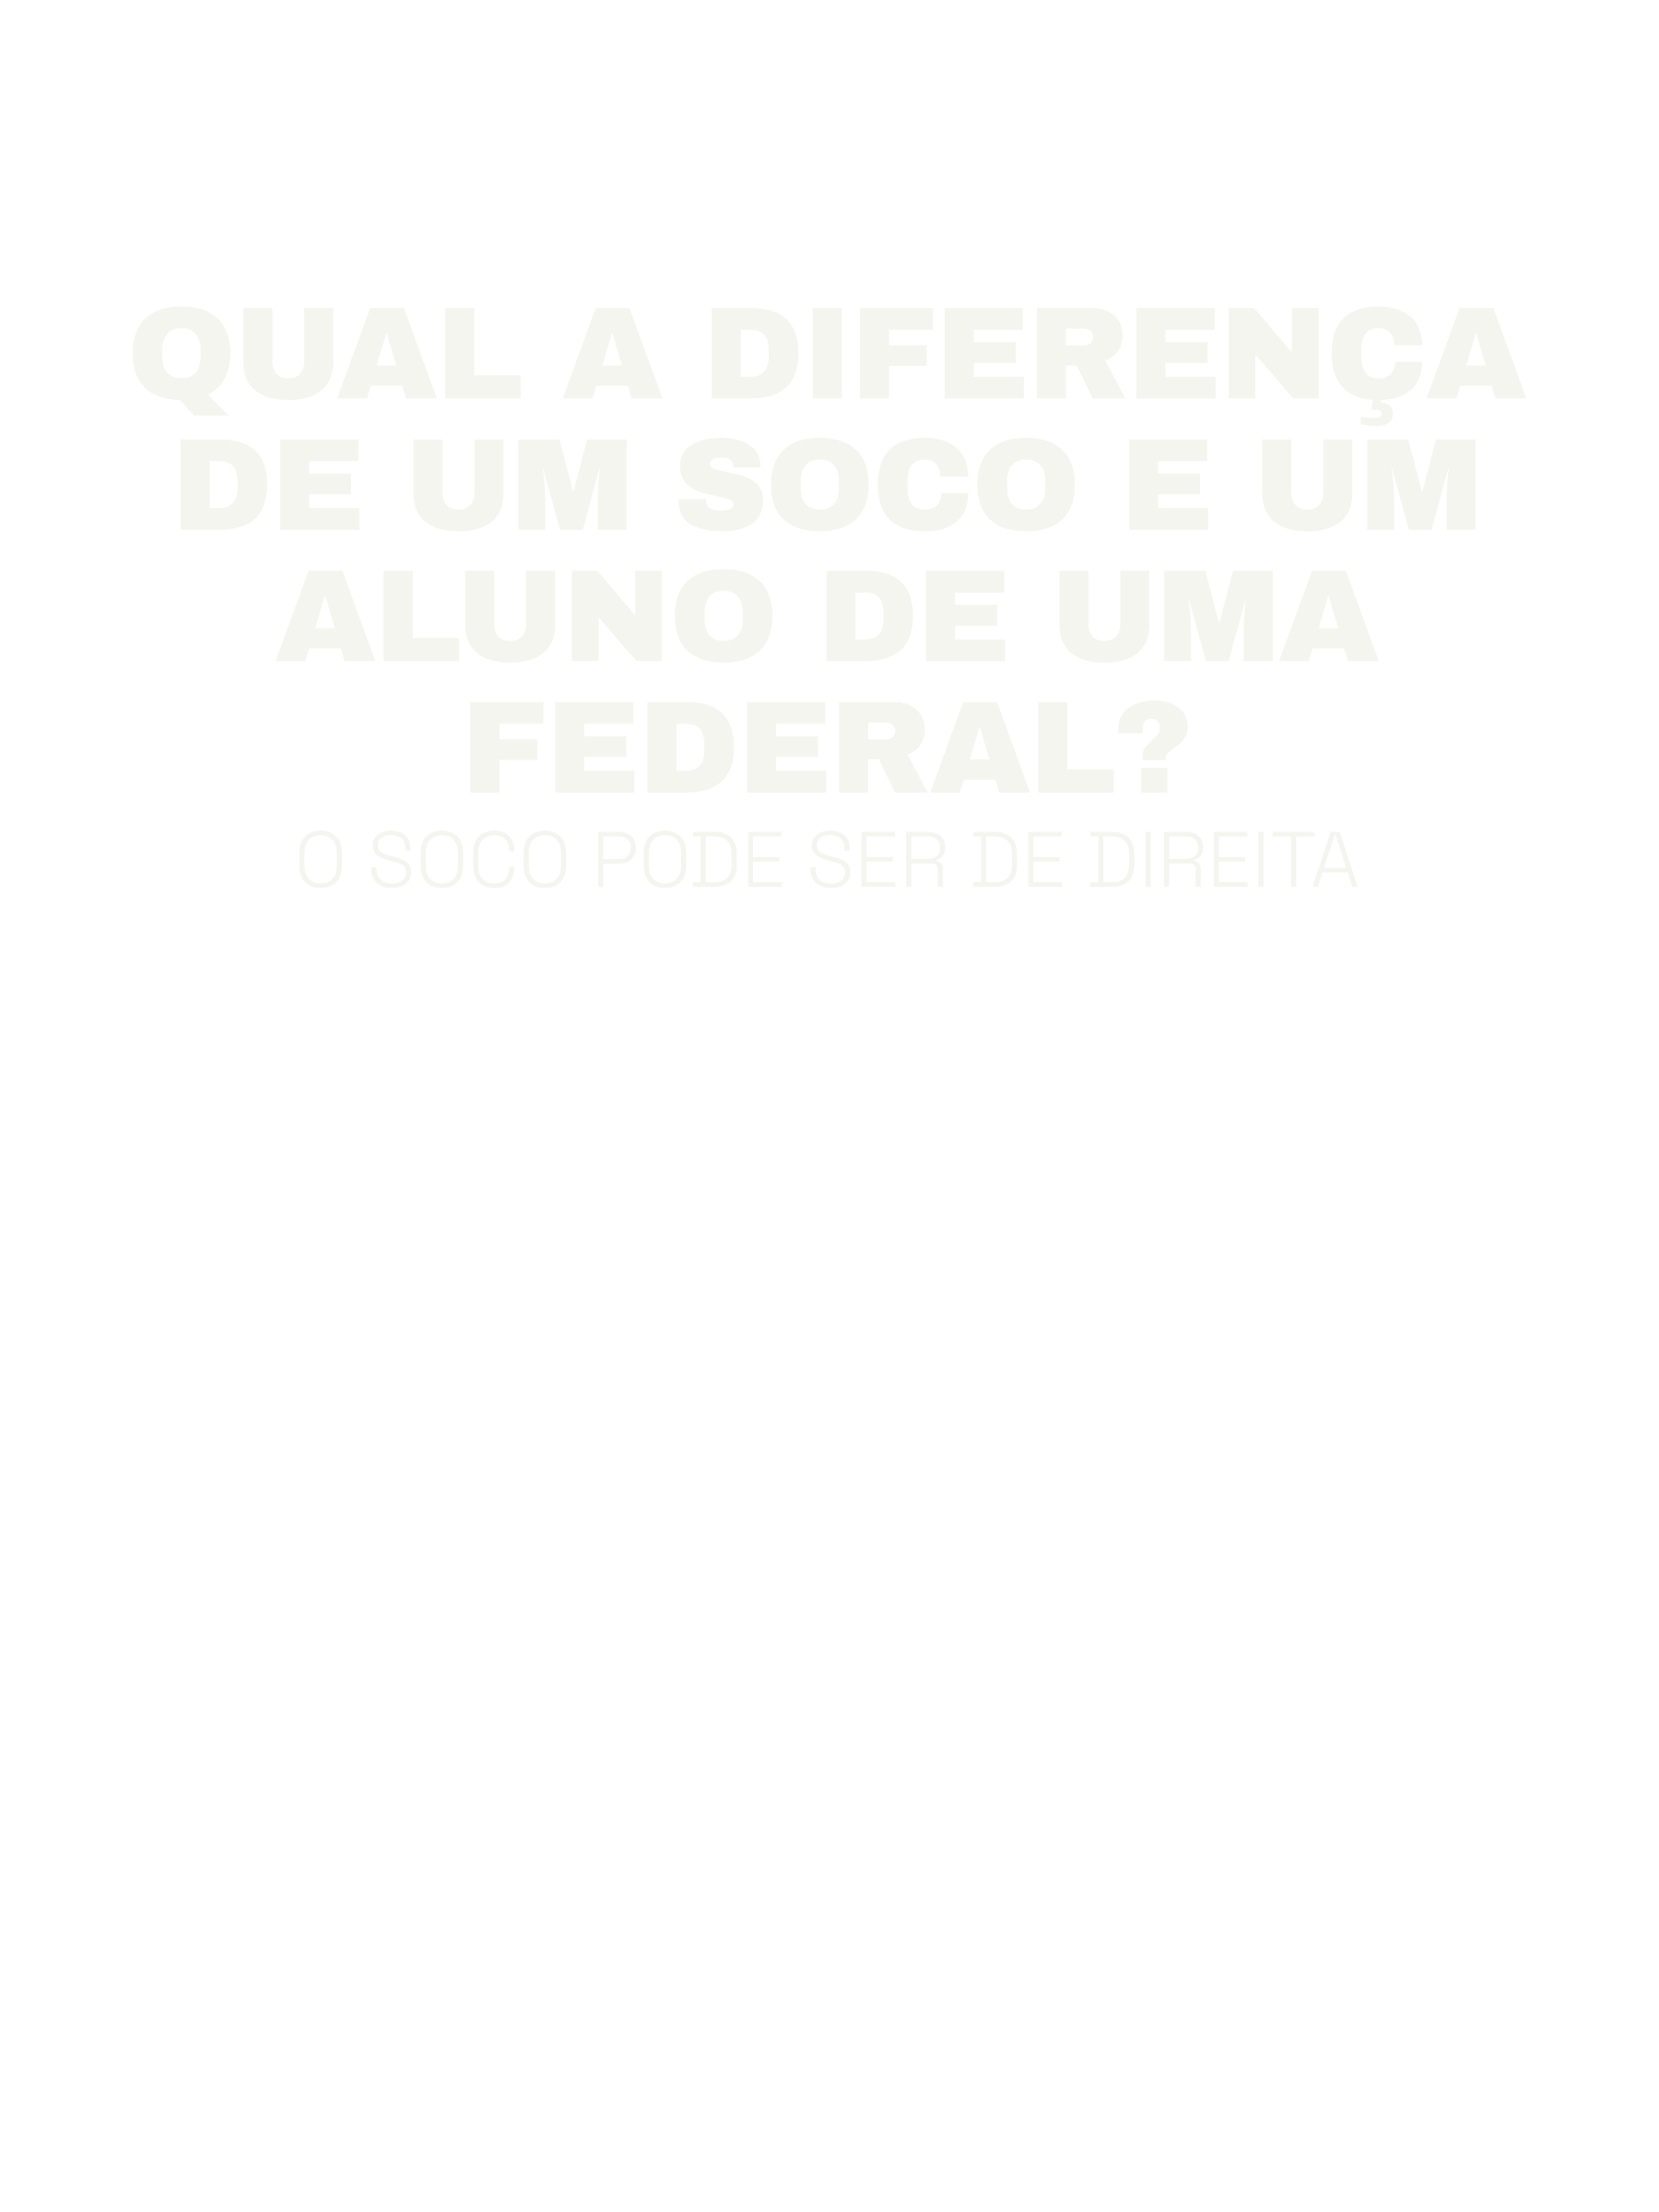 QUAL A DIFERENÇA
DE UM SOCO E UM
ALUNO DE UMA
FEDERAL?
O SOCO PODE SER DE DIREITA